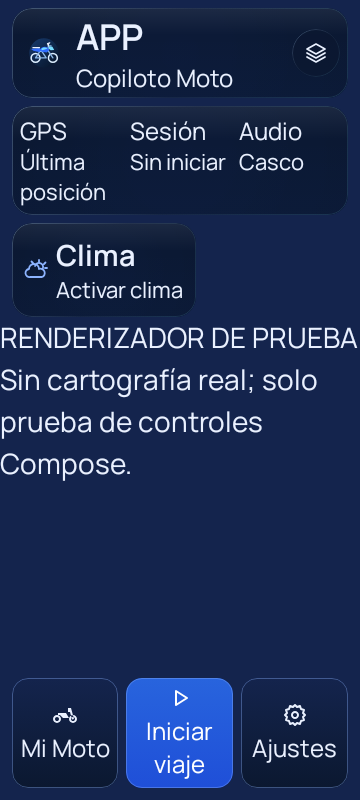 APP
Copiloto Moto
GPS
Última
posición
Sesión
Sin iniciar
Audio
Casco
Clima
Activar clima
RENDERIZADOR DE PRUEBA
Sin cartografía real; solo
prueba de controles
Compose.
Mi Moto
Iniciar
viaje
Ajustes